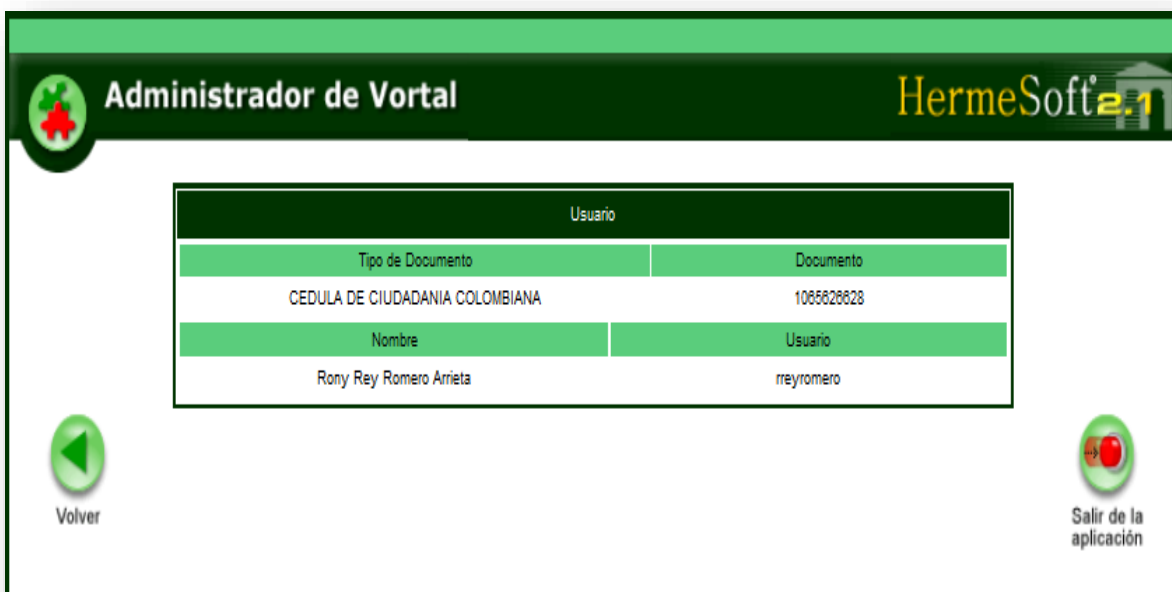 Administrador de Vortal
HermeSoft 2.1
Usuario
Tipo de Documento Documento
CEDULA DE CIUDADANIA COLOMBIANA 1065626628
Nombre Usuario
Rony Rey Romero Arrieta rreyromero
Volver
Salir de la
aplicación